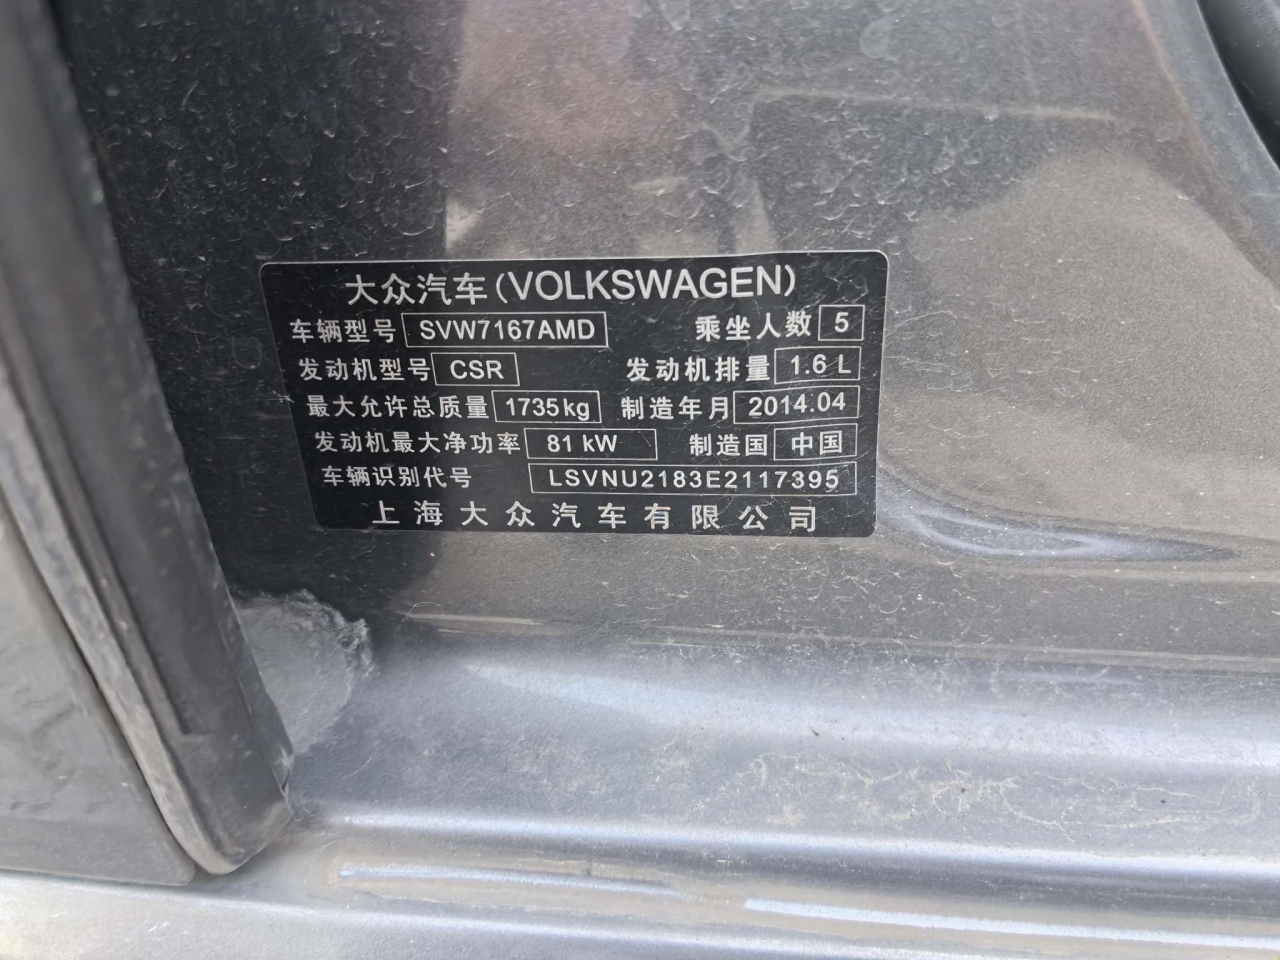 大众汽车(VOLKSWAGEN)
车辆型号 SVW7167AMD 乘坐人数 5
发动机型号 CSR 发动机排量 1.6 L
最大允许总质量 1735kg 制造年月 2014.04
发动机最大净功率 81 kW 制造国 中国
车辆识别代号 LSVNU2183E2117395
上海大众汽车有限公司